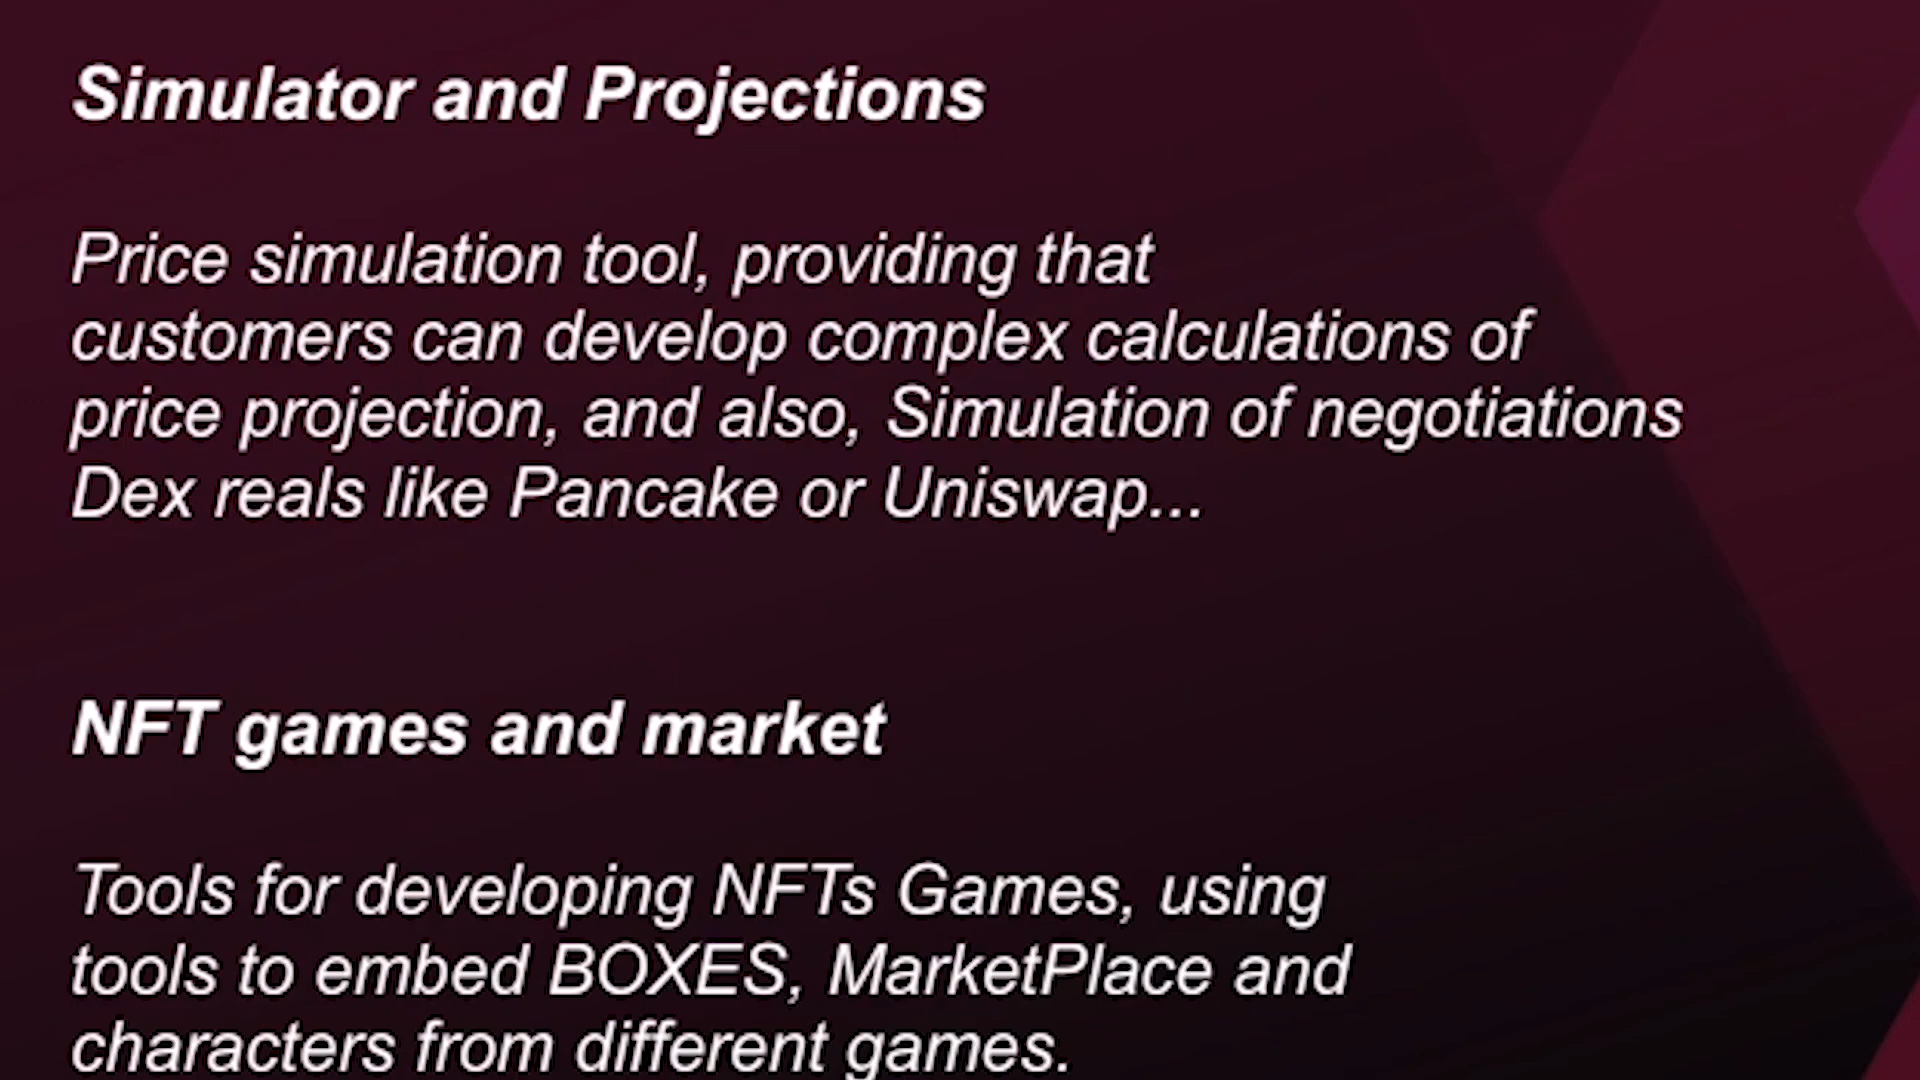 Simulator and Projections
Price simulation tool, providing that
customers can develop complex calculations of
price projection, and also, Simulation of negotiations
Dex reals like Pancake or Uniswap...
NFT games and market
Tools for developing NFTs Games, using
tools to embed BOXES, MarketPlace and
characters from different games.